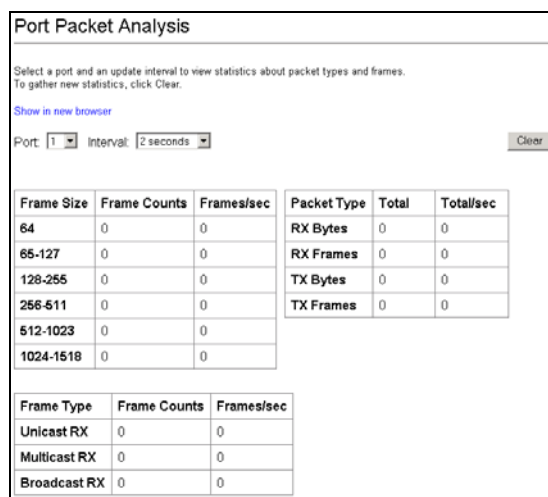 Port Packet Analysis
Select a port and an update interval to view statistics about packet types and frames.
To gather new statistics, click Clear.
Show in new browser
Port: 1 Interval: 2 seconds Clear
Frame Size Frame Counts Frames/sec
64 0 0
65-127 0 0
128-255 0 0
256-511 0 0
512-1023 0 0
1024-1518 0 0
Packet Type Total Total/sec
RX Bytes 0 0
RX Frames 0 0
TX Bytes 0 0
TX Frames 0 0
Frame Type Frame Counts Frames/sec
Unicast RX 0 0
Multicast RX 0 0
Broadcast RX 0 0